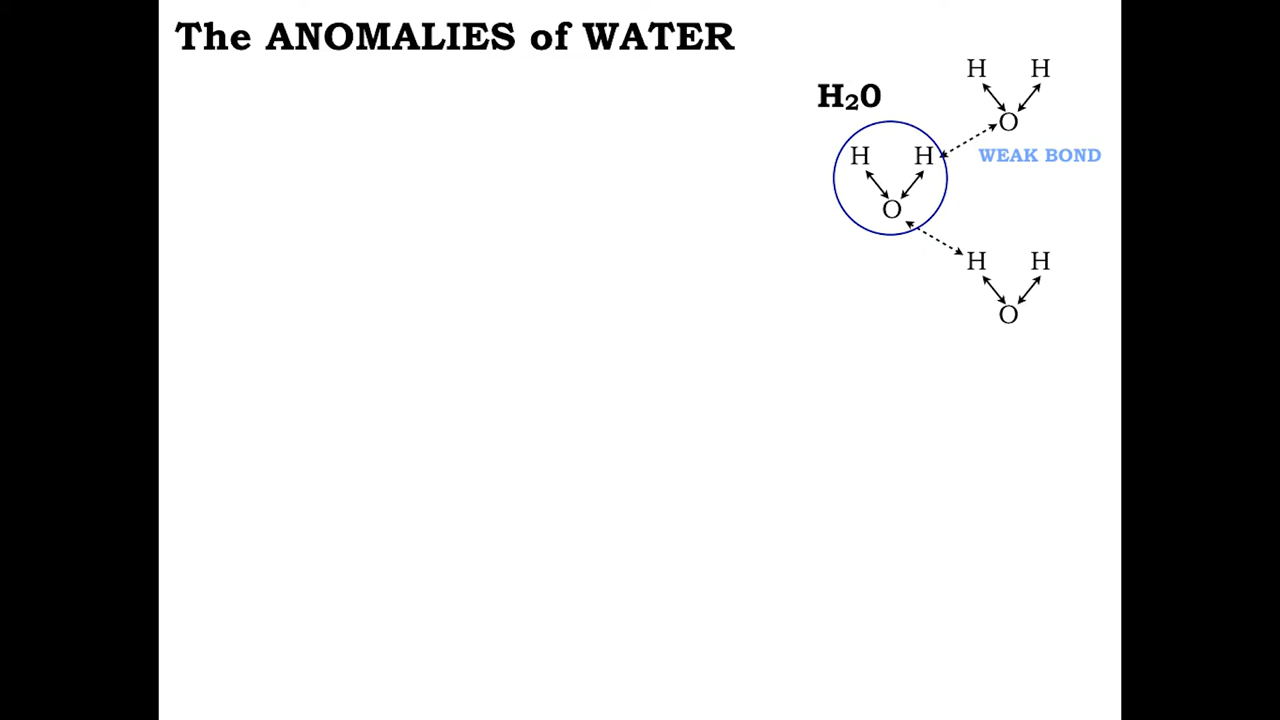 The ANOMALIES of WATER
H₂0
H H
O
WEAK BOND
H H
O
H H
O